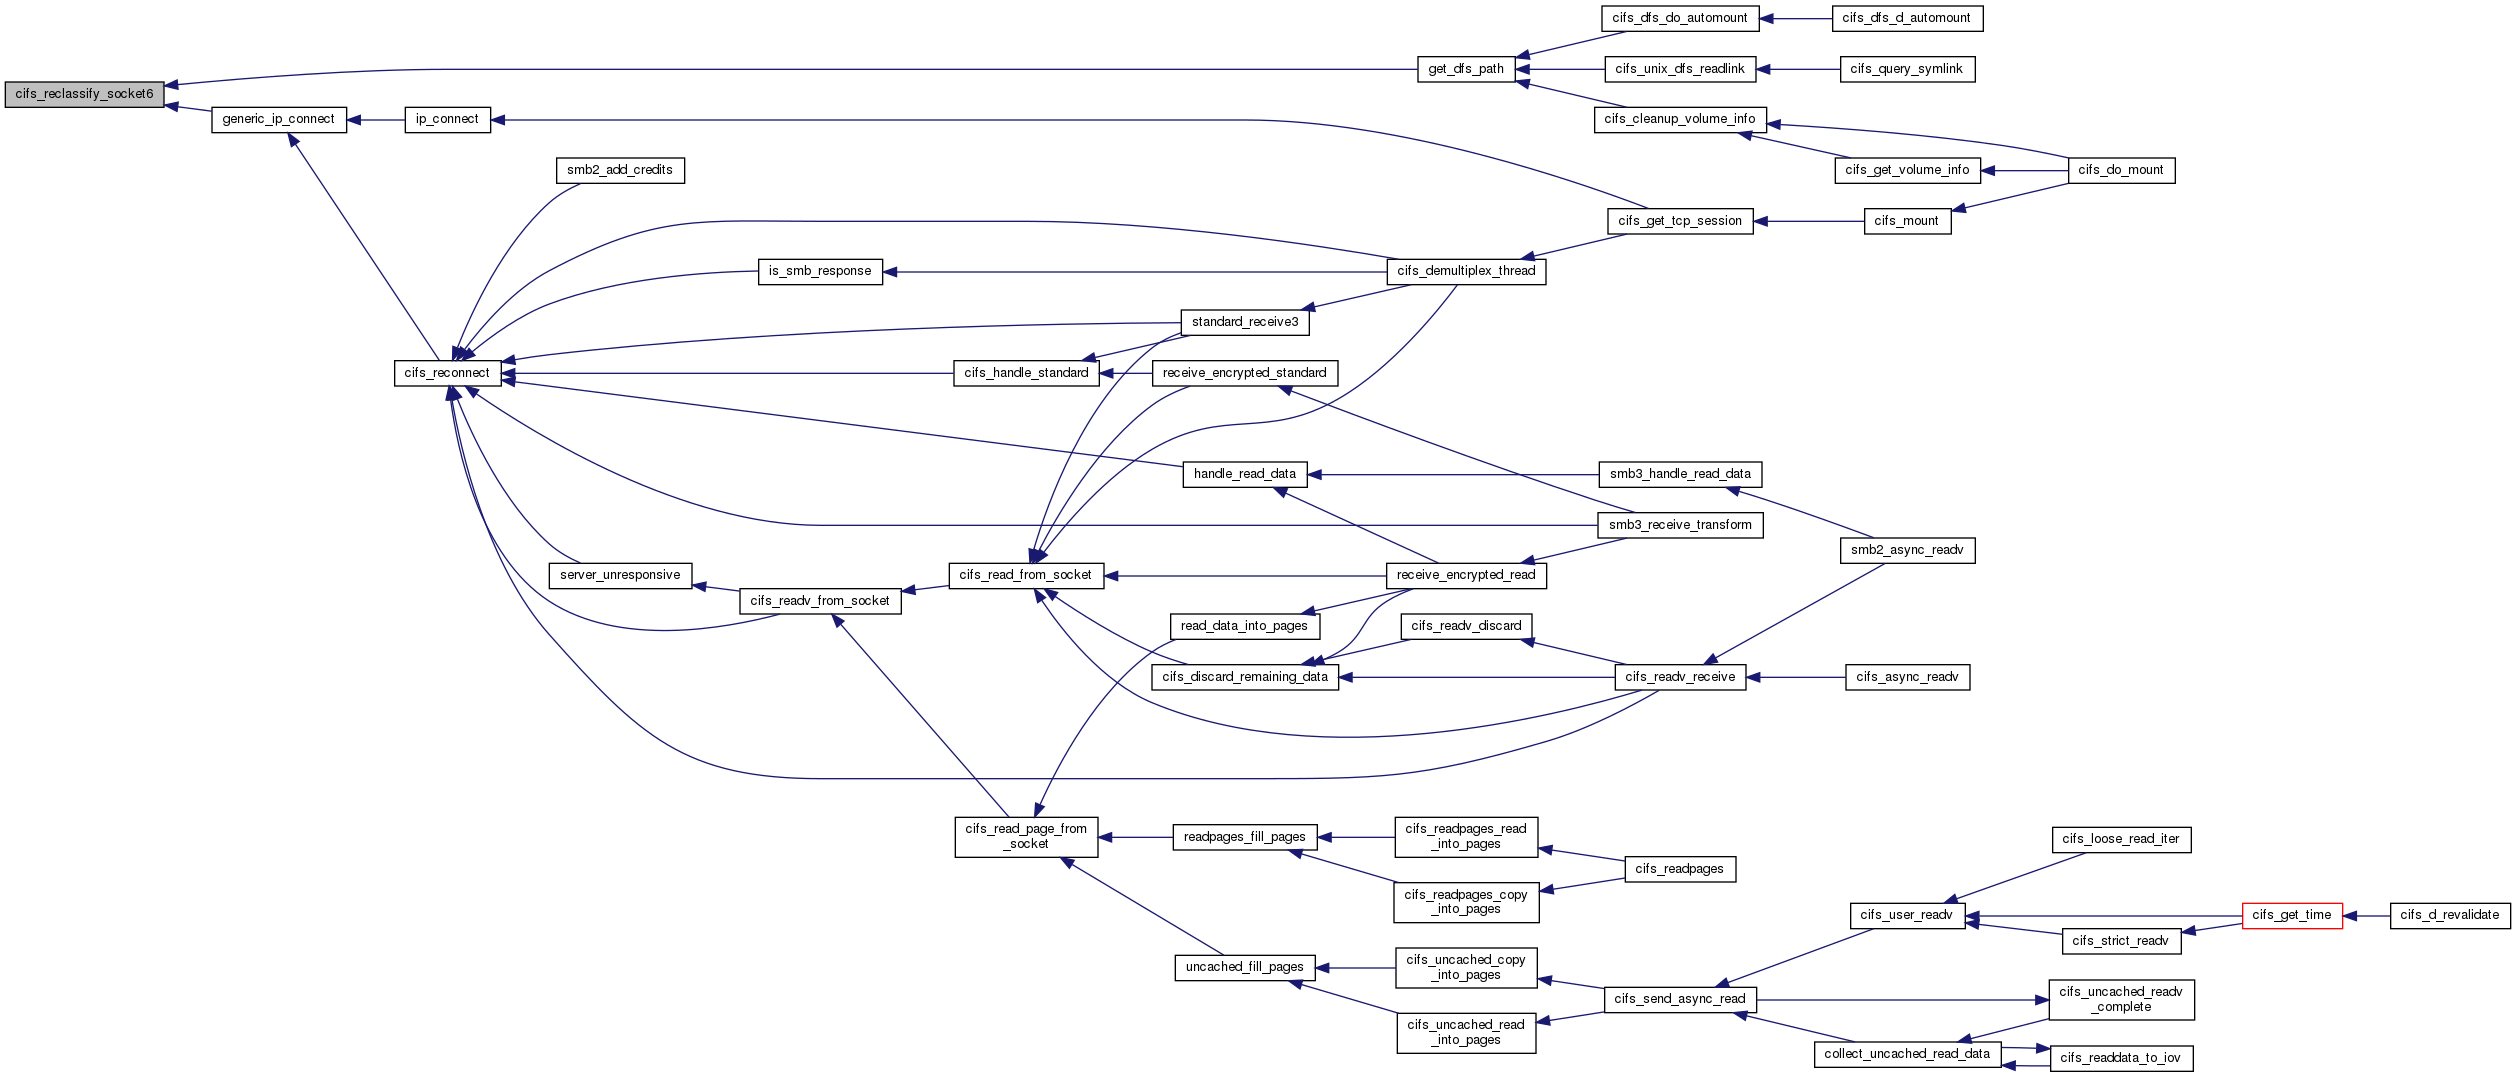 cifs_dfs_do_automount
cifs_dfs_d_automount
get_dfs_path
cifs_unix_dfs_readlink
cifs_query_symlink
cifs_reclassify_socket6
generic_ip_connect
ip_connect
cifs_cleanup_volume_info
smb2_add_credits
cifs_get_volume_info
cifs_do_mount
cifs_get_tcp_session
cifs_mount
is_smb_response
cifs_demultiplex_thread
standard_receive3
cifs_reconnect
cifs_handle_standard
receive_encrypted_standard
handle_read_data
smb3_handle_read_data
smb3_receive_transform
smb2_async_readv
server_unresponsive
cifs_read_from_socket
receive_encrypted_read
cifs_readv_from_socket
read_data_into_pages
cifs_readv_discard
cifs_discard_remaining_data
cifs_readv_receive
cifs_async_readv
cifs_read_page_from
_socket
readpages_fill_pages
cifs_readpages_read
_into_pages
cifs_loose_read_iter
cifs_readpages
cifs_readpages_copy
_into_pages
cifs_user_readv
cifs_get_time
cifs_d_revalidate
cifs_strict_readv
uncached_fill_pages
cifs_uncached_copy
_into_pages
cifs_send_async_read
cifs_uncached_readv
_complete
cifs_uncached_read
_into_pages
collect_uncached_read_data
cifs_readdata_to_iov